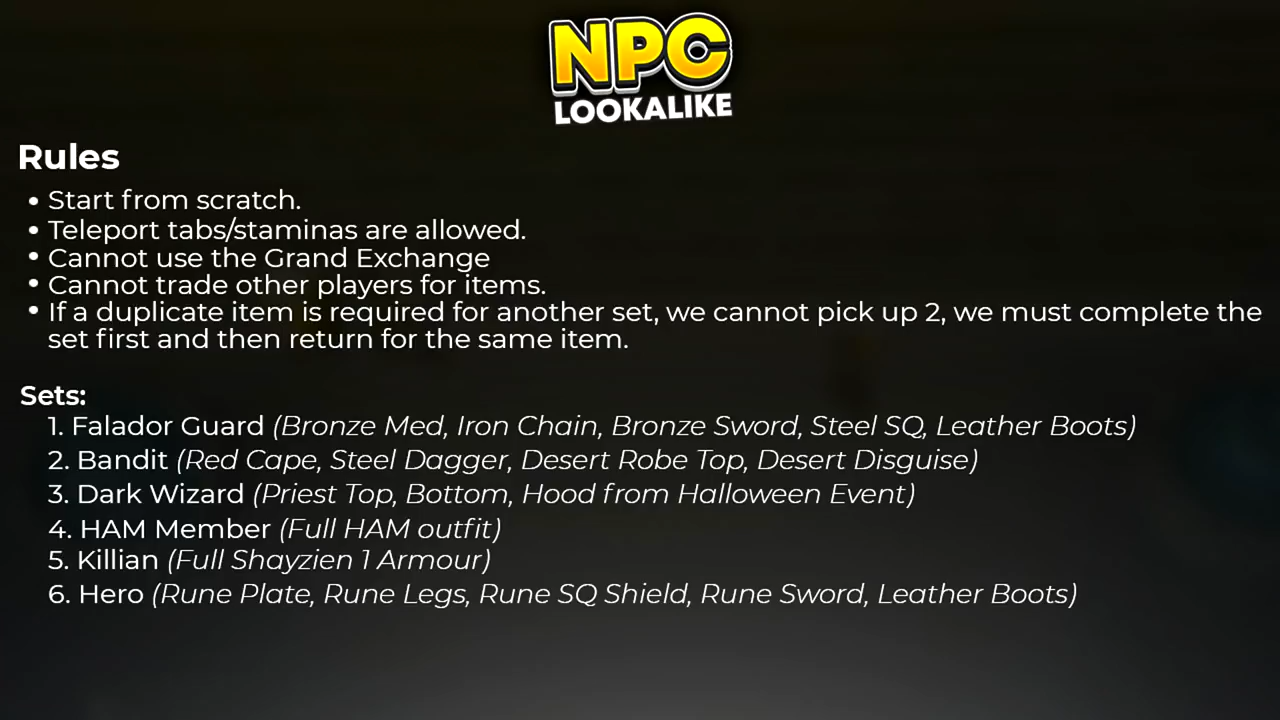 NPC
LOOKALIKE
Rules
• Start from scratch.
• Teleport tabs/staminas are allowed.
• Cannot use the Grand Exchange
• Cannot trade other players for items.
• If a duplicate item is required for another set, we cannot pick up 2, we must complete the
set first and then return for the same item.
Sets:
1. Falador Guard (Bronze Med, Iron Chain, Bronze Sword, Steel SQ, Leather Boots)
2. Bandit (Red Cape, Steel Dagger, Desert Robe Top, Desert Disguise)
3. Dark Wizard (Priest Top, Bottom, Hood from Halloween Event)
4. HAM Member (Full HAM outfit)
5. Killian (Full Shayzien 1 Armour)
6. Hero (Rune Plate, Rune Legs, Rune SQ Shield, Rune Sword, Leather Boots)